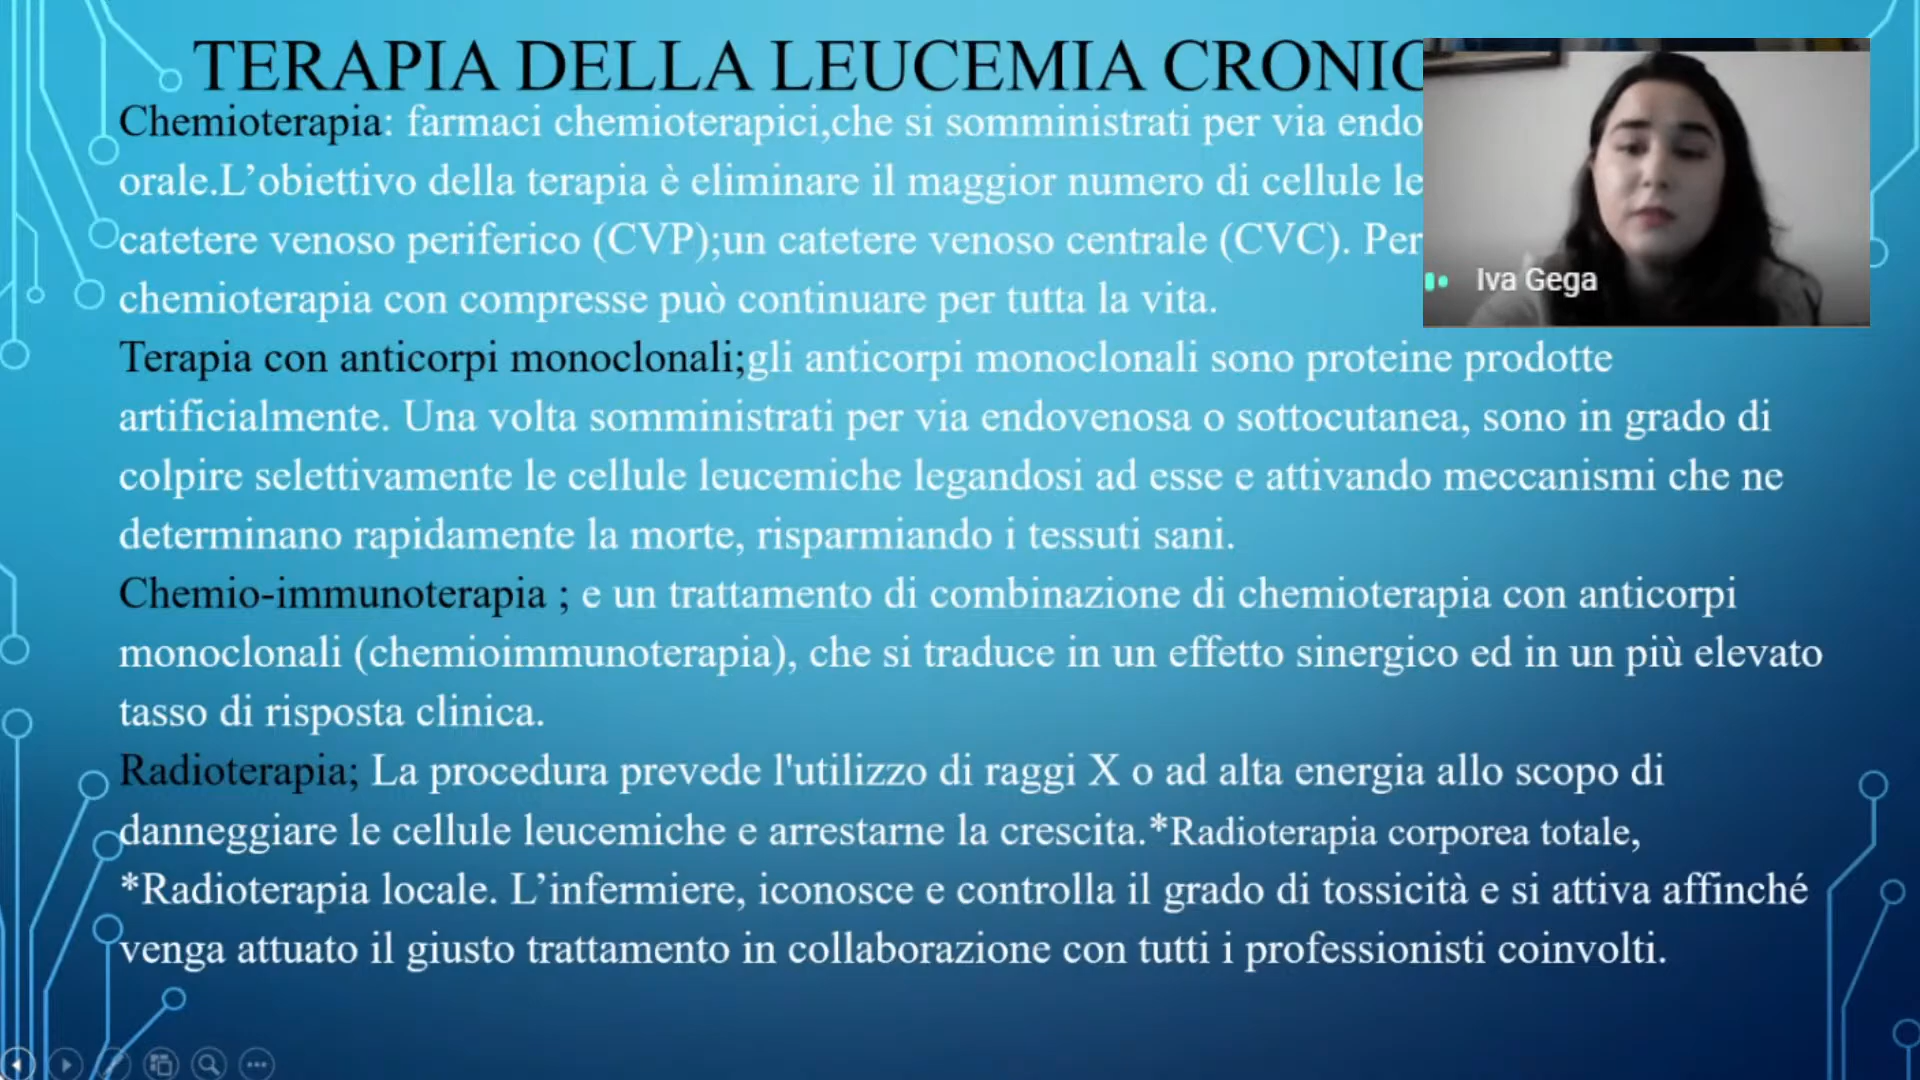 TERAPIA DELLA LEUCEMIA CRONIC
Chemioterapia: farmaci chemioterapici,che si somministrati per via endo
orale.L’obiettivo della terapia è eliminare il maggior numero di cellule le
catetere venoso periferico (CVP);un catetere venoso centrale (CVC). Per
chemioterapia con compresse può continuare per tutta la vita.
Iva Gega
Terapia con anticorpi monoclonali;gli anticorpi monoclonali sono proteine prodotte
artificialmente. Una volta somministrati per via endovenosa o sottocutanea, sono in grado di
colpire selettivamente le cellule leucemiche legandosi ad esse e attivando meccanismi che ne
determinano rapidamente la morte, risparmiando i tessuti sani.
Chemio-immunoterapia ; e un trattamento di combinazione di chemioterapia con anticorpi
monoclonali (chemioimmunoterapia), che si traduce in un effetto sinergico ed in un più elevato
tasso di risposta clinica.
Radioterapia; La procedura prevede l'utilizzo di raggi X o ad alta energia allo scopo di
danneggiare le cellule leucemiche e arrestarne la crescita.*Radioterapia corporea totale,
*Radioterapia locale. L’infermiere, iconosce e controlla il grado di tossicità e si attiva affinché
venga attuato il giusto trattamento in collaborazione con tutti i professionisti coinvolti.